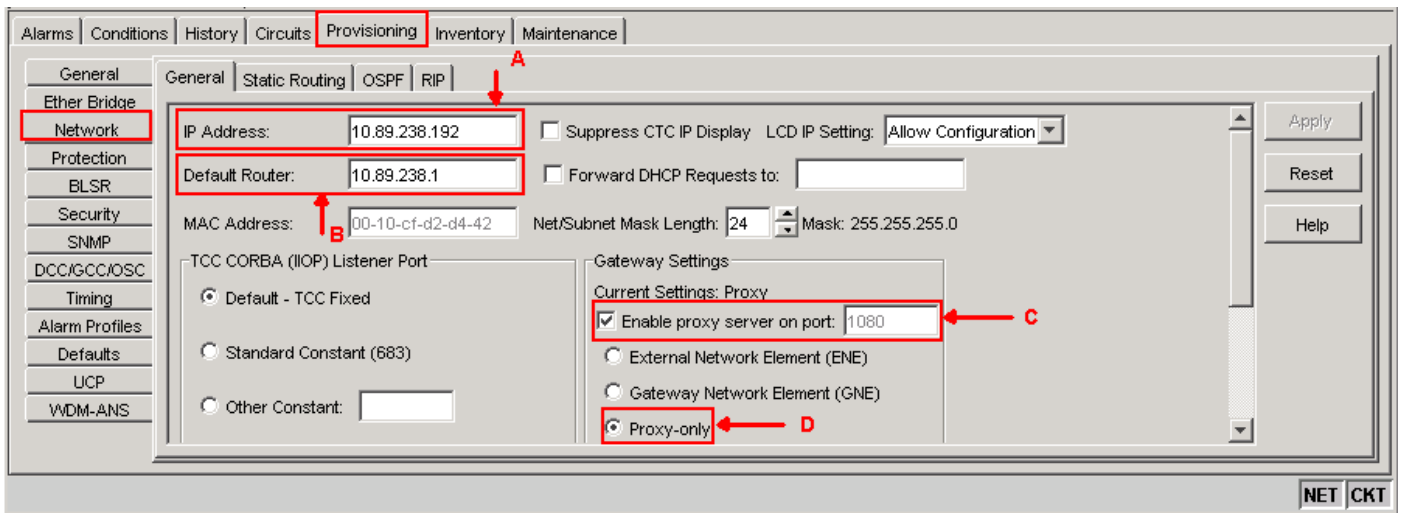 Alarms Conditions History Circuits Provisioning Inventory Maintenance
A
General
Ether Bridge
Network
Protection
BLSR
Security
SNMP
DCC/GCC/OSC
Timing
Alarm Profiles
Defaults
UCP
WDM-ANS
General Static Routing OSPF RIP
IP Address: 10.89.238.192 Suppress CTC IP Display LCD IP Setting: Allow Configuration
Default Router: 10.89.238.1 Forward DHCP Requests to:
B
MAC Address: 00-10-cf-d2-d4-42 Net/Subnet Mask Length: 24 Mask: 255.255.255.0
TCC CORBA (IIOP) Listener Port
Default - TCC Fixed
Standard Constant (683)
Other Constant:
Gateway Settings
Current Settings: Proxy
Enable proxy server on port: 1080
C
External Network Element (ENE)
Gateway Network Element (GNE)
Proxy-only
D
Apply
Reset
Help
NET CKT